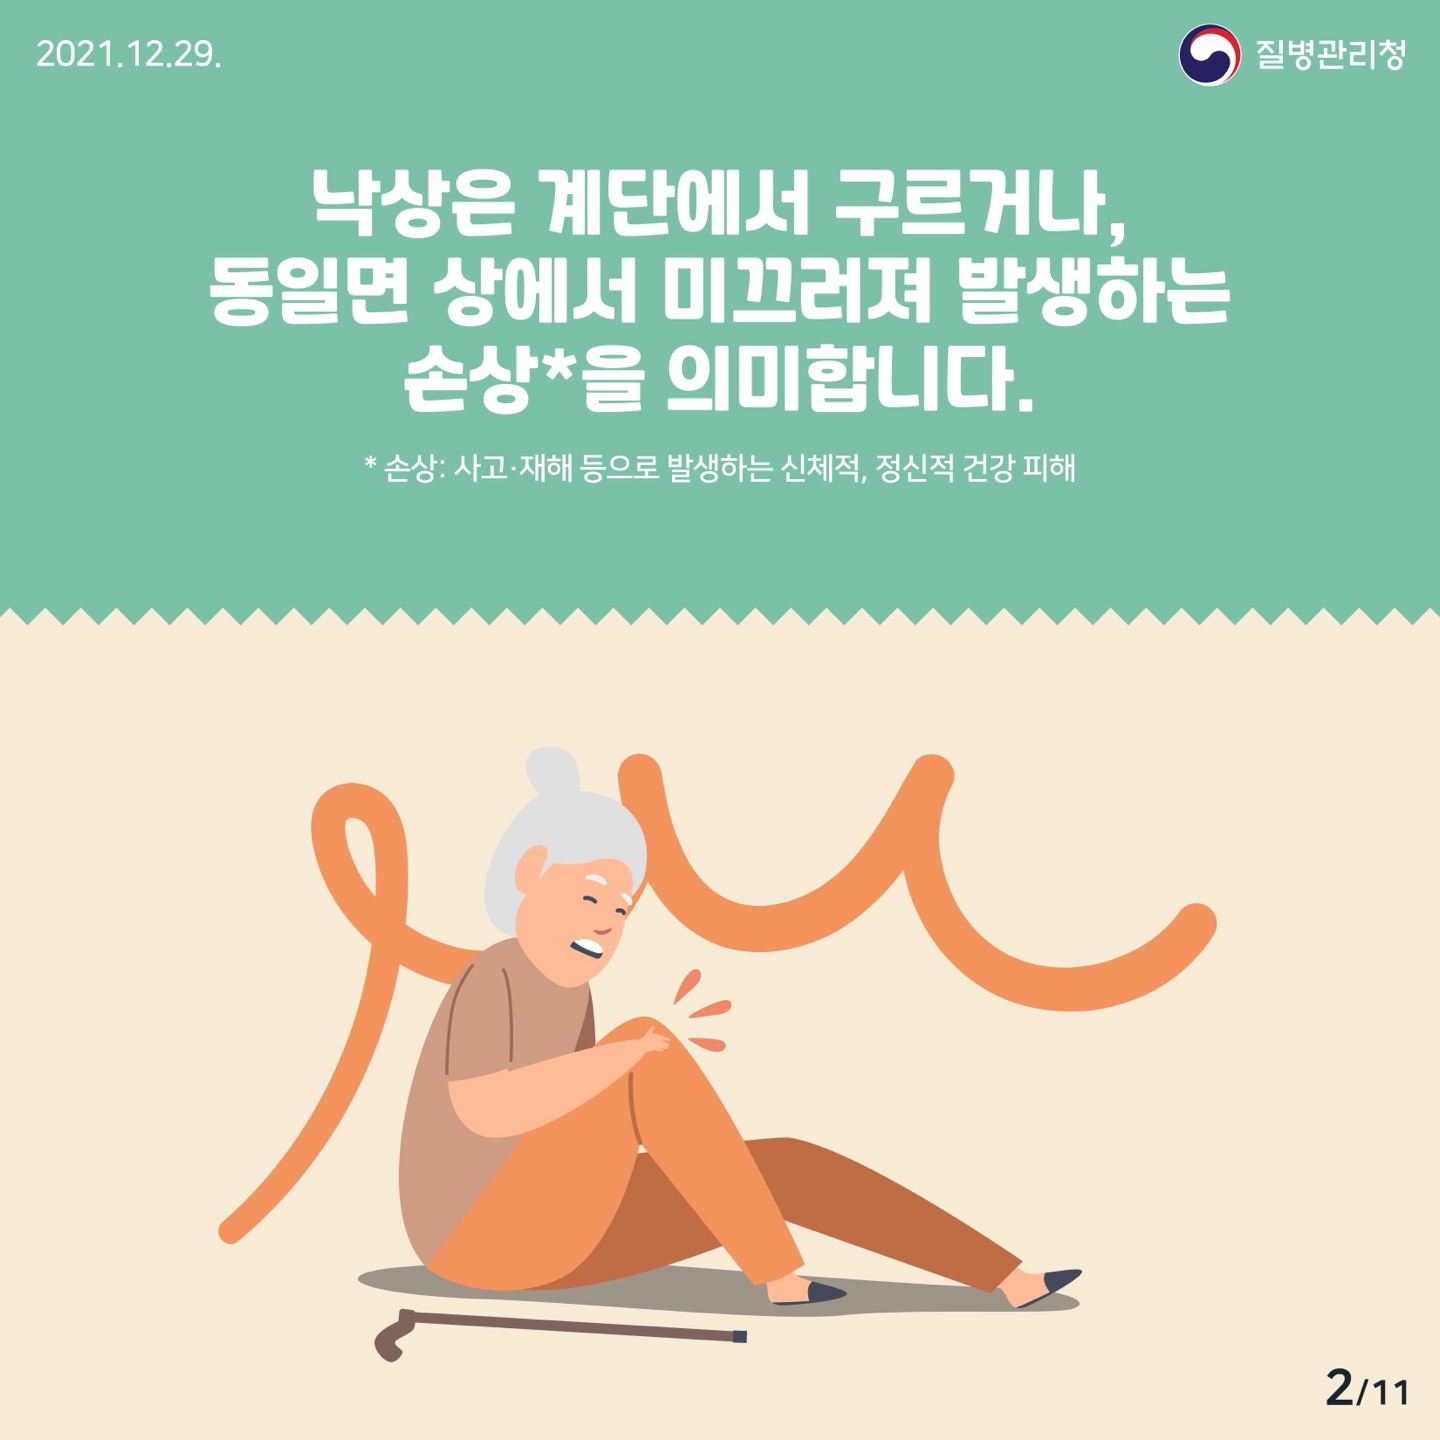 2021.12.29.
질병관리청
낙상은 계단에서 구르거나,
동일면 상에서 미끄러져 발생하는
손상*을 의미합니다.
* 손상: 사고·재해 등으로 발생하는 신체적, 정신적 건강 피해
2/11